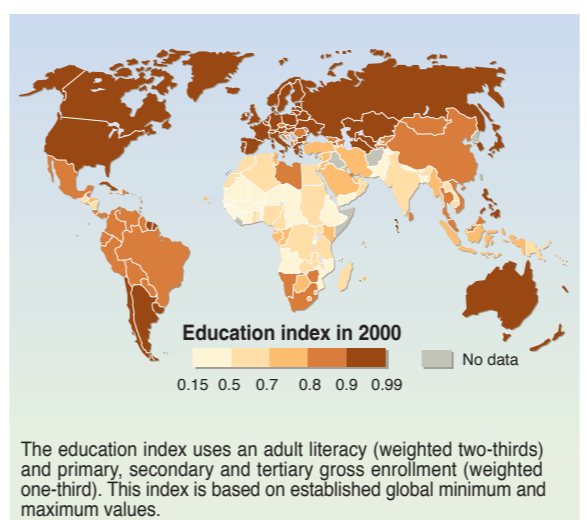 Education index in 2000
No data
0.15 0.5 0.7 0.8 0.9 0.99
The education index uses an adult literacy (weighted two-thirds)
and primary, secondary and tertiary gross enrollment (weighted
one-third). This index is based on established global minimum and
maximum values.